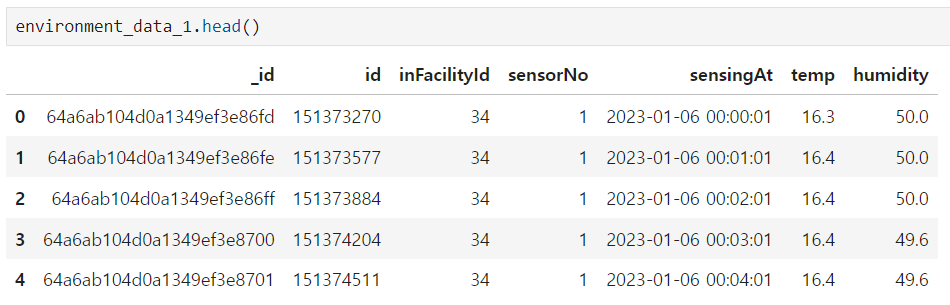 environment_data_1.head()
_id id inFacilityId sensorNo sensingAt temp humidity
0 64a6ab104d0a1349ef3e86fd 151373270 34 1 2023-01-06 00:00:01 16.3 50.0
1 64a6ab104d0a1349ef3e86fe 151373577 34 1 2023-01-06 00:01:01 16.4 50.0
2 64a6ab104d0a1349ef3e86ff 151373884 34 1 2023-01-06 00:02:01 16.4 50.0
3 64a6ab104d0a1349ef3e8700 151374204 34 1 2023-01-06 00:03:01 16.4 49.6
4 64a6ab104d0a1349ef3e8701 151374511 34 1 2023-01-06 00:04:01 16.4 49.6